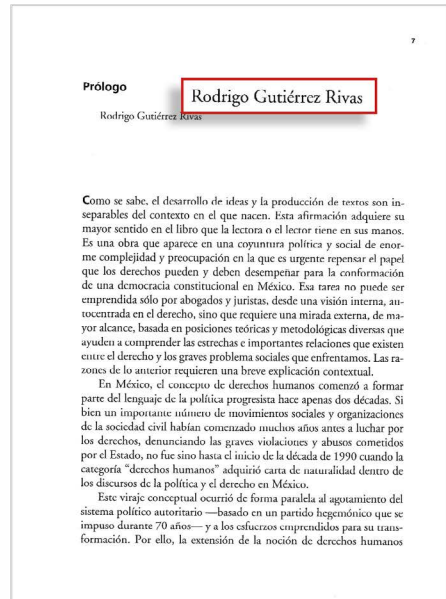 7
Prólogo
Rodrigo Gutiérrez Rivas
Rodrigo Gutiérrez Rivas
Como se sabe, el desarrollo de ideas y la producción de textos son in-
separables del contexto en el que nacen. Esta afirmación adquiere su
mayor sentido en el libro que la lectora o el lector tiene en sus manos.
Es una obra que aparece en una coyuntura política y social de enor-
me complejidad y preocupación en la que es urgente repensar el papel
que los derechos pueden y deben desempeñar para la conformación
de una democracia constitucional en México. Esa tarea no puede ser
emprendida sólo por abogados y juristas, desde una visión interna, au-
tocentrada en el derecho, sino que requiere una mirada externa, de ma-
yor alcance, basada en posiciones teóricas y metodológicas diversas que
ayuden a comprender las estrechas e importantes relaciones que existen
entre el derecho y los graves problema sociales que enfrentamos. Las ra-
zones de lo anterior requieren una breve explicación contextual.
En México, el concepto de derechos humanos comenzó a formar
parte del lenguaje de la política progresista hace apenas dos décadas. Si
bien un importante número de movimientos sociales y organizaciones
de la sociedad civil habían comenzado muchos años antes a luchar por
los derechos, denunciando las graves violaciones y abusos cometidos
por el Estado, no fue sino hasta el inicio de la década de 1990 cuando la
categoría “derechos humanos” adquirió carta de naturalidad dentro de
los discursos de la política y el derecho en México.
Este viraje conceptual ocurrió de forma paralela al agotamiento del
sistema político autoritario —basado en un partido hegemónico que se
impuso durante 70 años— y a los esfuerzos emprendidos para su trans-
formación. Por ello, la extensión de la noción de derechos humanos